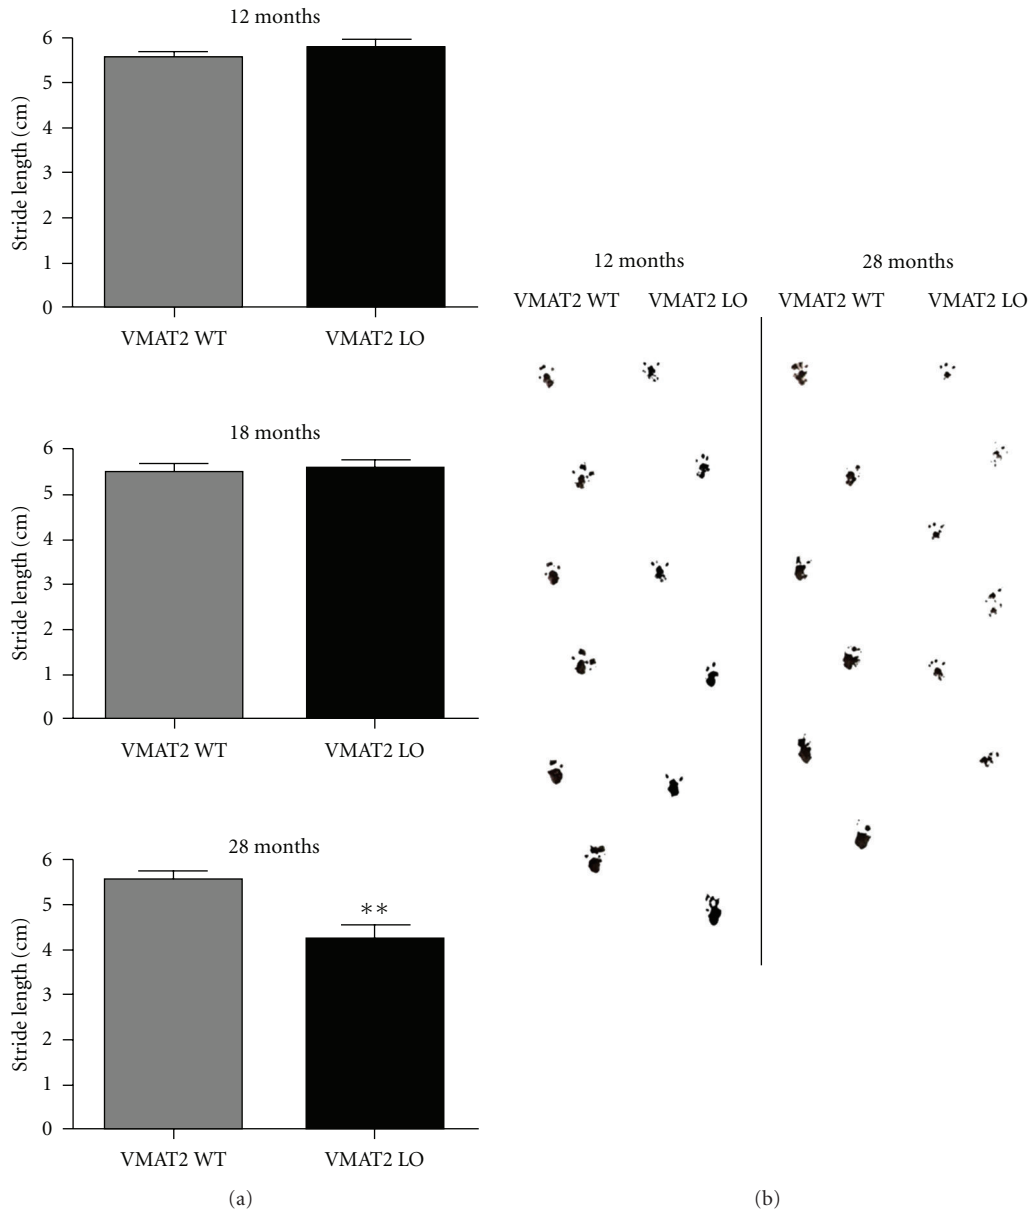 12 months
6
5
4
3
2
1
0
Stride length (cm)
VMAT2 WT VMAT2 LO
18 months
6
5
4
3
2
1
0
Stride length (cm)
VMAT2 WT VMAT2 LO
28 months
6
5
4
3
2
1
0
Stride length (cm)
**
VMAT2 WT VMAT2 LO
(a)
12 months 28 months
VMAT2 WT VMAT2 LO VMAT2 WT VMAT2 LO
(b)